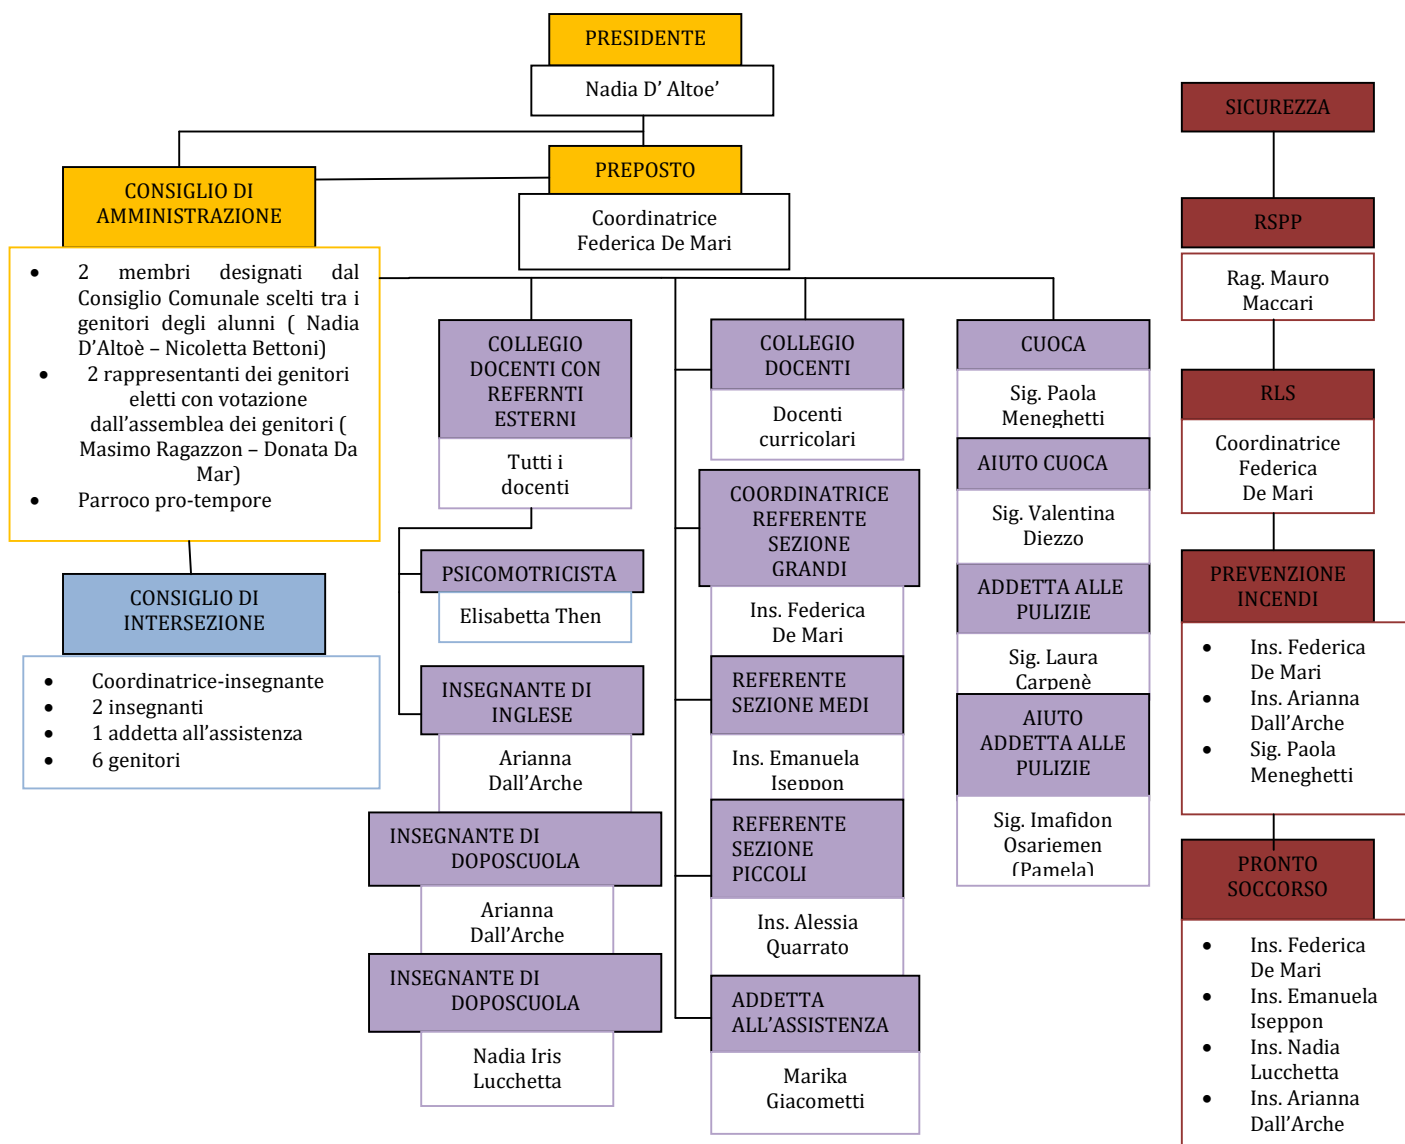 PRESIDENTE
Nadia D’ Altoe’
PREPOSTO
Coordinatrice
Federica De Mari
CONSIGLIO DI
AMMINISTRAZIONE
• 2 membri designati dal
Consiglio Comunale scelti tra i
genitori degli alunni ( Nadia
D’Altoè – Nicoletta Bettoni)
• 2 rappresentanti dei genitori
eletti con votazione
dall’assemblea dei genitori (
Masimo Ragazzon – Donata Da
Mar)
• Parroco pro-tempore
CONSIGLIO DI
INTERSEZIONE
• Coordinatrice-insegnante
• 2 insegnanti
• 1 addetta all’assistenza
• 6 genitori
COLLEGIO
DOCENTI CON
REFERNTI
ESTERNI
Tutti i
docenti
PSICOMOTRICISTA
Elisabetta Then
INSEGNANTE DI
INGLESE
Arianna
Dall’Arche
INSEGNANTE DI
DOPOSCUOLA
Arianna
Dall’Arche
INSEGNANTE DI
DOPOSCUOLA
Nadia Iris
Lucchetta
COLLEGIO
DOCENTI
Docenti
curricolari
COORDINATRICE
REFERENTE
SEZIONE
GRANDI
Ins. Federica
De Mari
REFERENTE
SEZIONE MEDI
Ins. Emanuela
Iseppon
REFERENTE
SEZIONE
PICCOLI
Ins. Alessia
Quarrato
ADDETTA
ALL’ASSISTENZA
Marika
Giacometti
CUOCA
Sig. Paola
Meneghetti
AIUTO CUOCA
Sig. Valentina
Diezzo
ADDETTA ALLE
PULIZIE
Sig. Laura
Carpenè
AIUTO
ADDETTA ALLE
PULIZIE
Sig. Imafidon
Osariemen
(Pamela)
SICUREZZA
RSPP
Rag. Mauro
Maccari
RLS
Coordinatrice
Federica
De Mari
PREVENZIONE
INCENDI
• Ins. Federica
De Mari
• Ins. Arianna
Dall’Arche
• Sig. Paola
Meneghetti
PRONTO
SOCCORSO
• Ins. Federica
De Mari
• Ins. Emanuela
Iseppon
• Ins. Nadia
Lucchetta
• Ins. Arianna
Dall’Arche